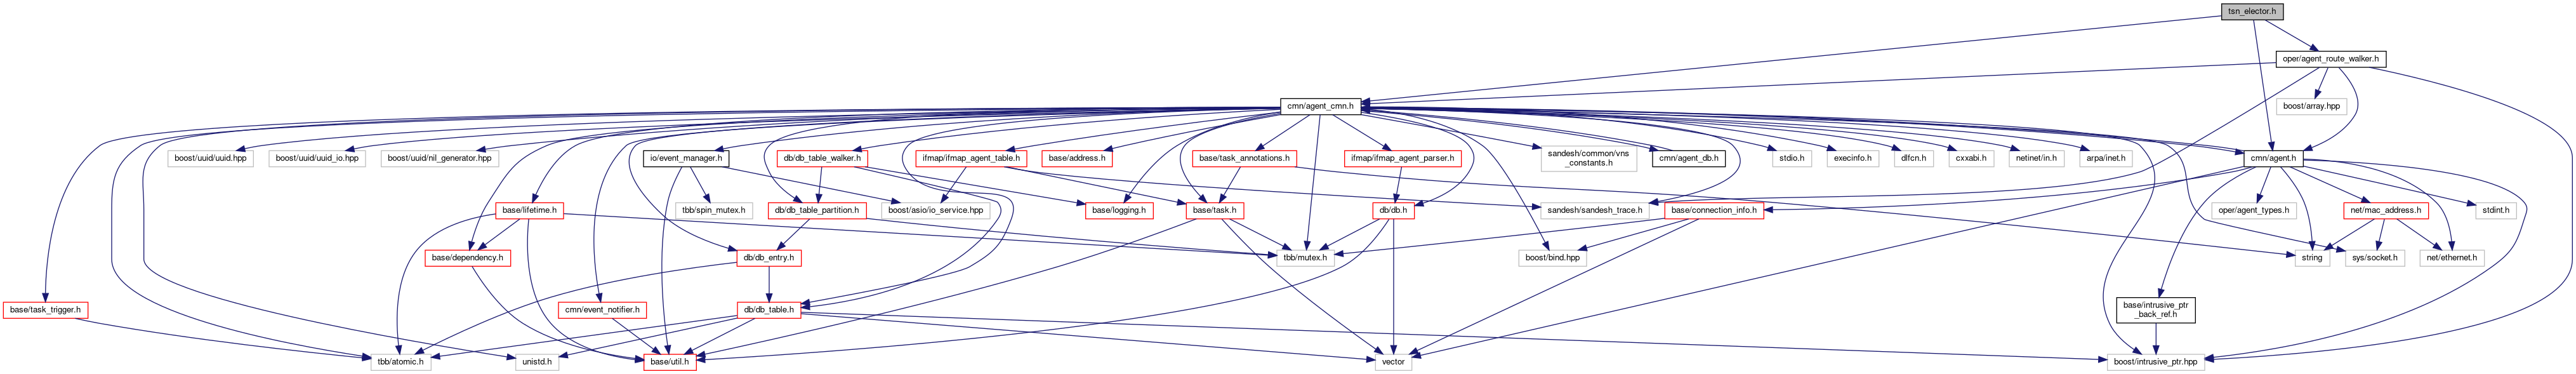 tsn_elector.h
oper/agent_route_walker.h
cmn/agent_cmn.h
boost/array.hpp
boost/uuid/uuid.hpp
boost/uuid/uuid_io.hpp
boost/uuid/nil_generator.hpp
io/event_manager.h
db/db_table_walker.h
ifmap/ifmap_agent_table.h
base/address.h
base/task_annotations.h
ifmap/ifmap_agent_parser.h
sandesh/common/vns
_constants.h
cmn/agent_db.h
stdio.h
execinfo.h
dlfcn.h
cxxabi.h
netinet/in.h
arpa/inet.h
cmn/agent.h
base/lifetime.h
tbb/spin_mutex.h
db/db_table_partition.h
boost/asio/io_service.hpp
base/logging.h
base/task.h
db/db.h
sandesh/sandesh_trace.h
base/connection_info.h
oper/agent_types.h
net/mac_address.h
stdint.h
base/dependency.h
db/db_entry.h
tbb/mutex.h
boost/bind.hpp
string
sys/socket.h
net/ethernet.h
base/task_trigger.h
cmn/event_notifier.h
db/db_table.h
base/intrusive_ptr
_back_ref.h
tbb/atomic.h
unistd.h
base/util.h
vector
boost/intrusive_ptr.hpp